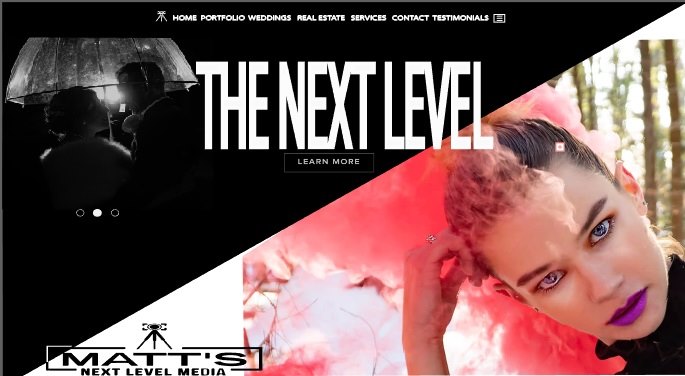 HOME PORTFOLIO WEDDINGS REAL ESTATE SERVICES CONTACT TESTIMONIALS
THE NEXT LEVEL
LEARN MORE
MATT'S
NEXT LEVEL MEDIA